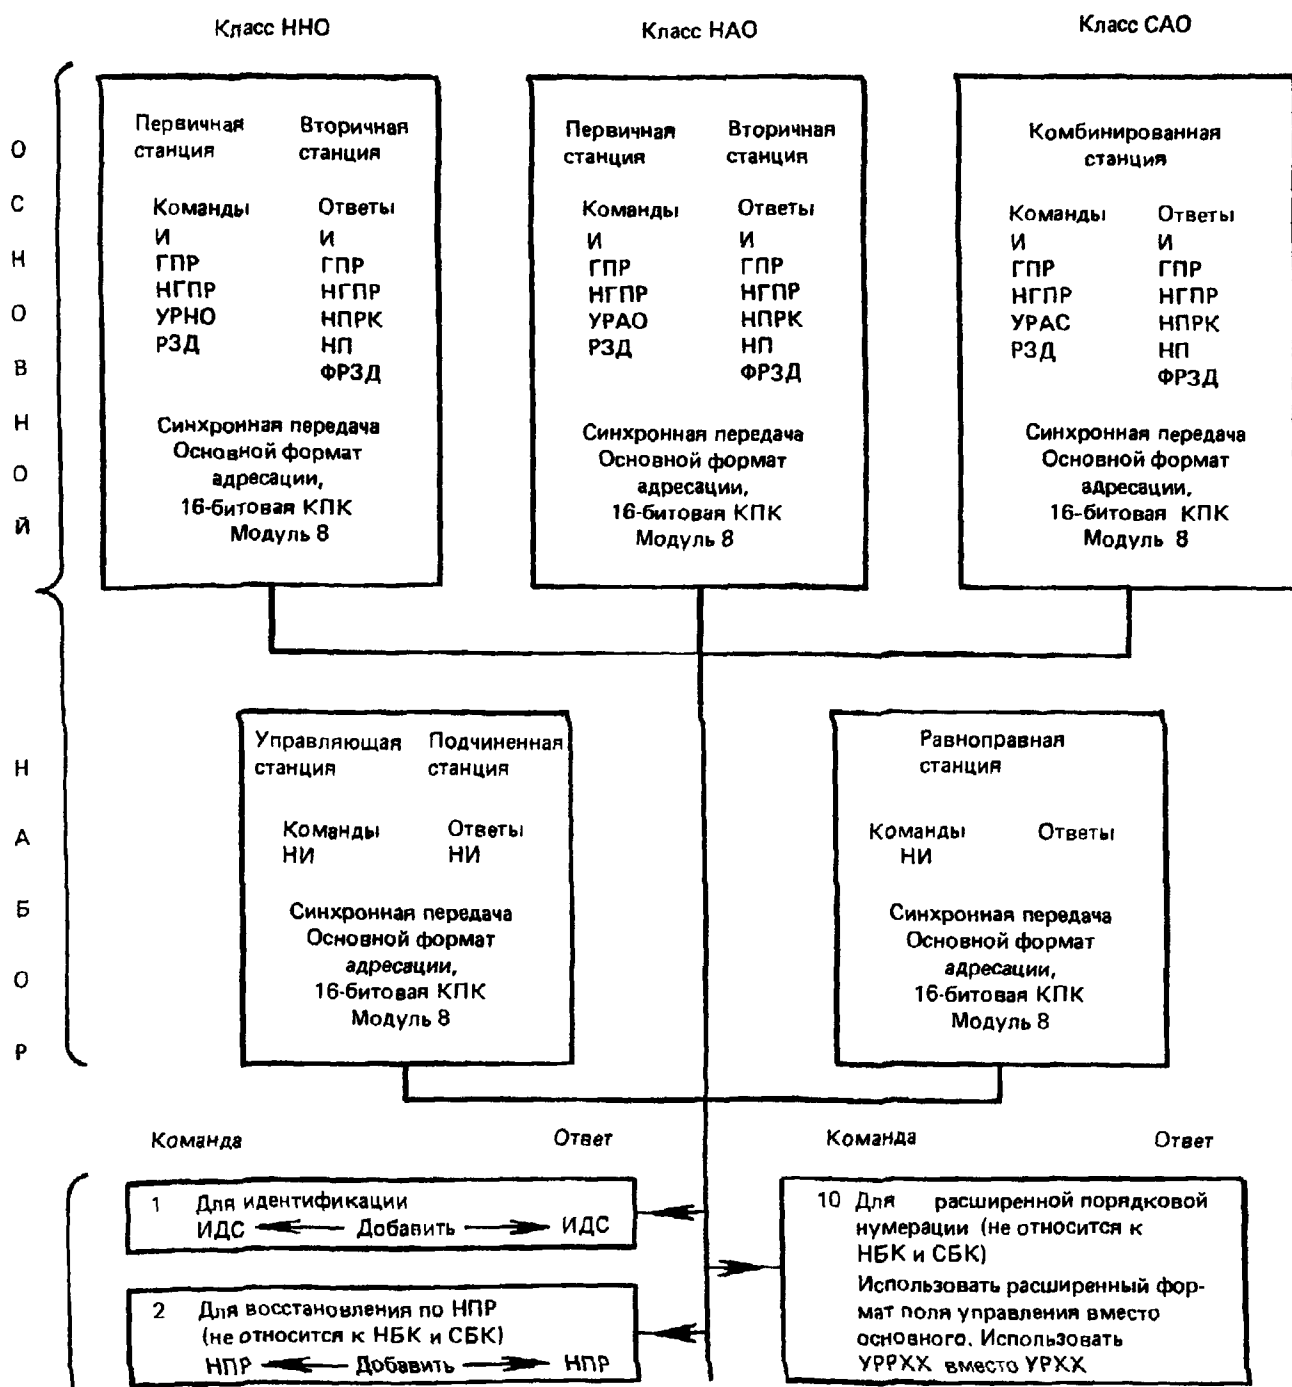 Класс ННО
Класс НАО
Класс САО
ОСНОВНОЙ
Первичная станция
Вторичная станция
Команды
И
ГПР
НГПР
УРНО
РЗД
Ответы
И
ГПР
НГПР
НПРК
НП
ФРЗД
Синхронная передача
Основной формат
адресации,
16-битовая КПК
Модуль 8
Первичная станция
Вторичная станция
Команды
И
ГПР
НГПР
УРАО
РЗД
Ответы
И
ГПР
НГПР
НПРК
НП
ФРЗД
Синхронная передача
Основной формат
адресации,
16-битовая КПК
Модуль 8
Комбинированная
станция
Команды
И
ГПР
НГПР
УРАС
РЗД
Ответы
И
ГПР
НГПР
НПРК
НП
ФРЗД
Синхронная передача
Основной формат
адресации,
16-битовая КПК
Модуль 8
НАБОР
Управляющая станция
Подчиненная станция
Команды
НИ
Ответы
НИ
Синхронная передача
Основной формат
адресации,
16-битовая КПК
Модуль 8
Равноправная
станция
Команды
НИ
Ответы
Синхронная передача
Основной формат
адресации,
16-битовая КПК
Модуль 8
Команда Ответ
1 Для идентификации
ИДС Добавить ИДС
2 Для восстановления по НПР
(не относится к НБК и СБК)
НПР Добавить НПР
Команда Ответ
10 Для расширенной порядковой
нумерации (не относится к
НБК и СБК)
Использовать расширенный фор-
мат поля управления вместо
основного. Использовать
УРРХХ вместо УРХХ